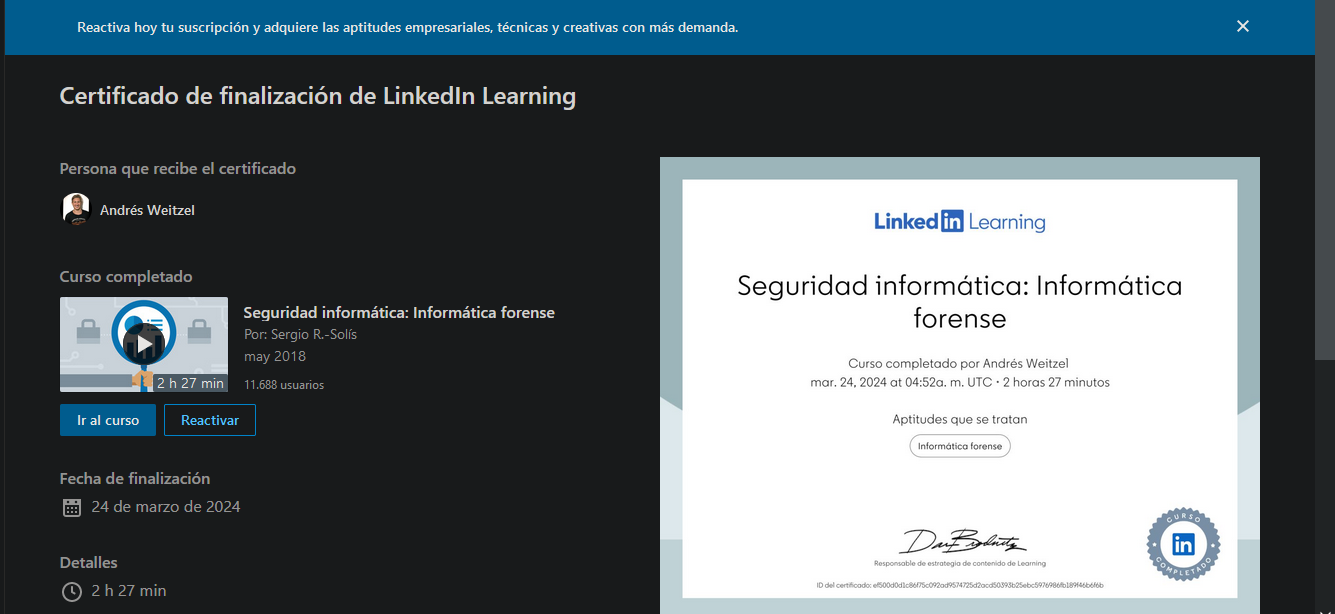 Reactiva hoy tu suscripción y adquiere las aptitudes empresariales, técnicas y creativas con más demanda.
Certificado de finalización de LinkedIn Learning
Persona que recibe el certificado
Andrés Weitzel
Curso completado
2 h 27 min
Seguridad informática: Informática forense
Por: Sergio R.-Solís
may 2018
11.688 usuarios
Ir al curso
Reactivar
Fecha de finalización
24 de marzo de 2024
Detalles
2 h 27 min
LinkedIn Learning
Seguridad informática: Informática
forense
Curso completado por Andrés Weitzel
mar. 24, 2024 at 04:52a. m. UTC • 2 horas 27 minutos
Aptitudes que se tratan
Informática forense
Responsable de estrategia de contenido de Learning
ID del certificado:
CURSO
in
COMPLETADO